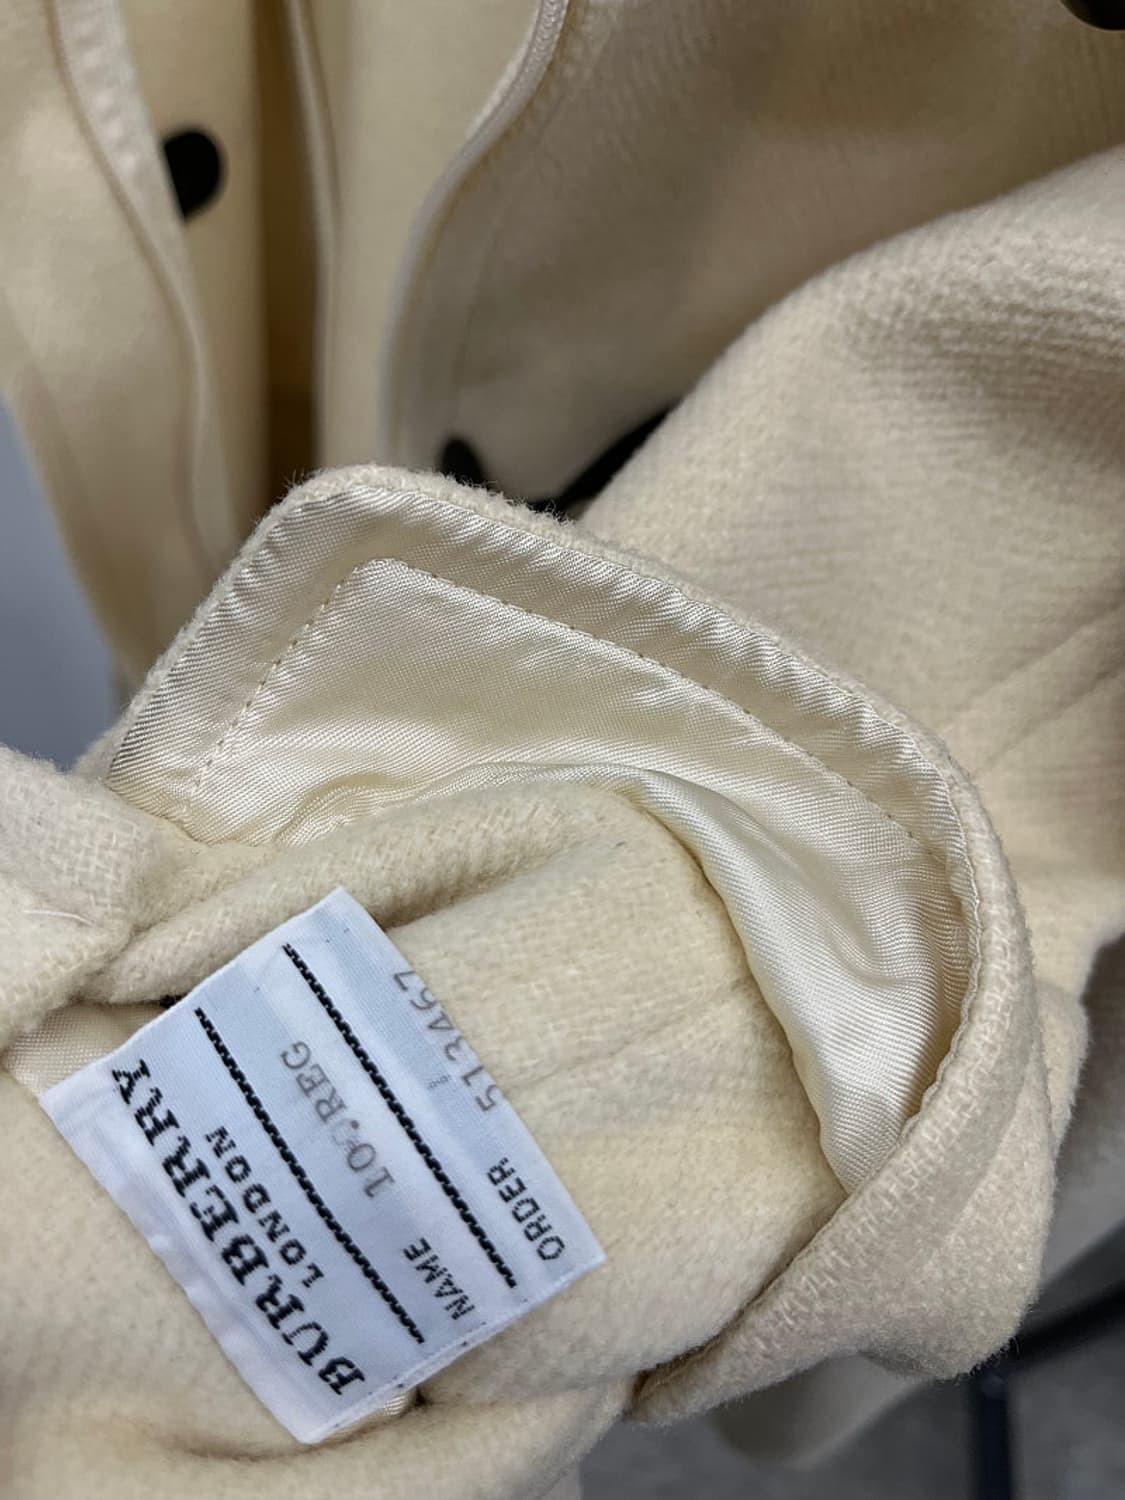 BURBERRY
LONDON
NAME 10 REG
ORDER 513467